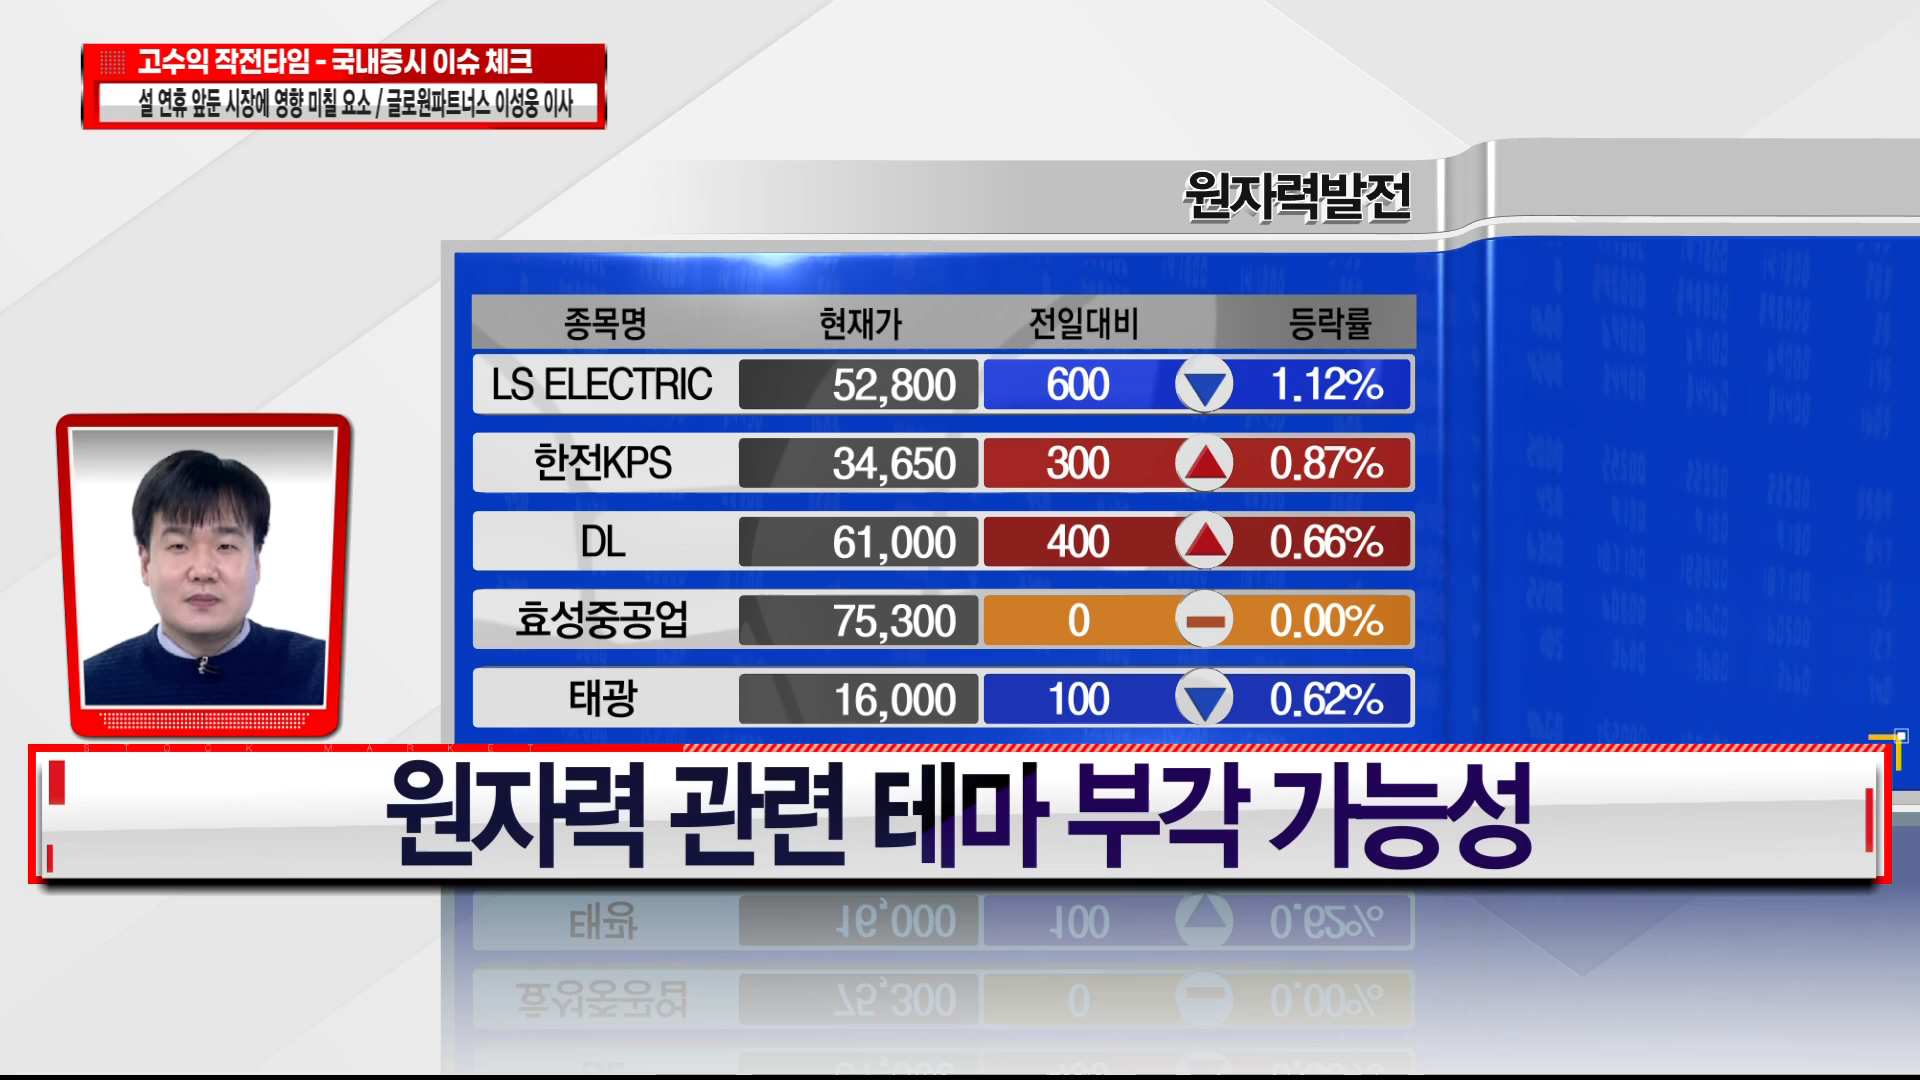 고수익 작전타임 - 국내증시 이슈 체크
설 연휴 앞둔 시장에 영향 미칠 요소 / 글로원파트너스 이성웅 이사
원자력발전
종목명 현재가 전일대비 등락률
LS ELECTRIC 52,800 600 ▼ 1.12%
한전KPS 34,650 300 ▲ 0.87%
DL 61,000 400 ▲ 0.66%
효성중공업 75,300 0 - 0.00%
태광 16,000 100 ▼ 0.62%
STOCK MARKET
원자력 관련 테마 부각 가능성